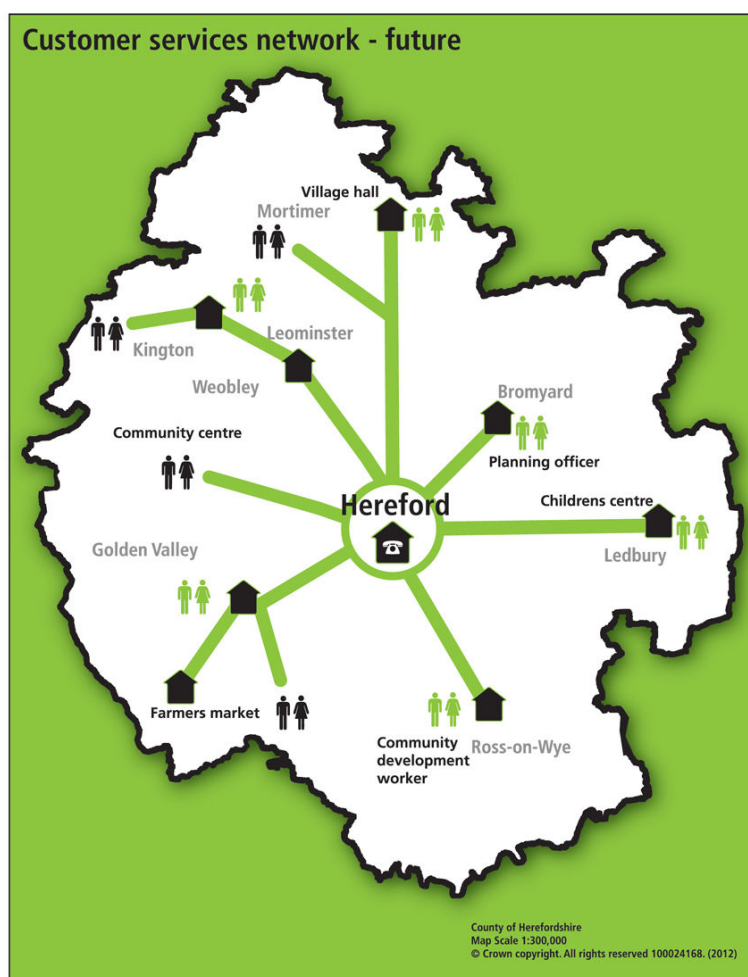 Customer services network - future
Village hall
Mortimer
Leominster
Kington
Weobley
Bromyard
Community centre
Planning officer
Hereford
Childrens centre
Golden Valley
Ledbury
Farmers market
Community
development
worker
Ross-on-Wye
County of Herefordshire
Map Scale 1:300,000
© Crown copyright. All rights reserved 100024168. (2012)